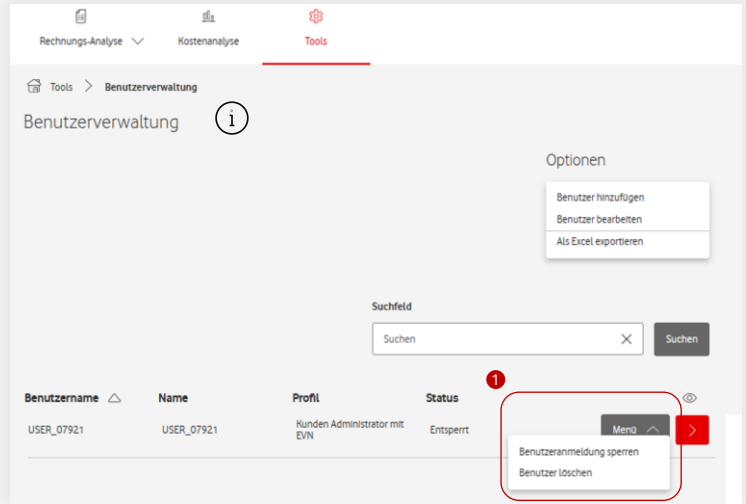 Rechnungs-Analyse
Kostenanalyse
Tools
Tools > Benutzerverwaltung
Benutzerverwaltung i
Optionen
Benutzer hinzufügen
Benutzer bearbeiten
Als Excel exportieren
Suchfeld
Suchen
Suchen
1
Benutzername Name Profil Status
USER_07921 USER_07921 Kunden Administrator mit EVN Entsperrt Menü
Benutzeranmeldung sperren
Benutzer löschen